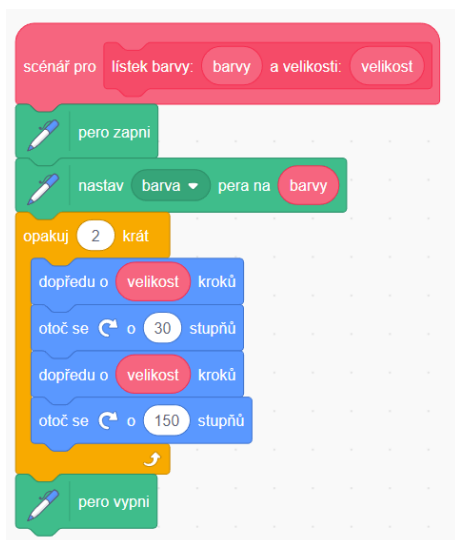 scénář pro lístek barvy: barvy a velikosti: velikost
pero zapni
nastav barva pera na barvy
opakuj 2 krát
dopředu o velikost kroků
otoč se o 30 stupňů
dopředu o velikost kroků
otoč se o 150 stupňů
pero vypni